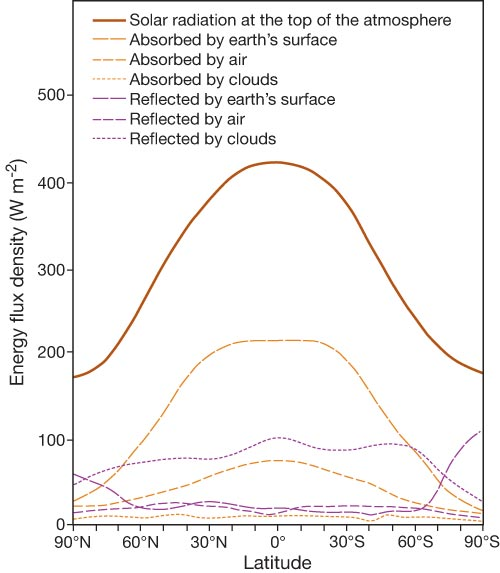 Solar radiation at the top of the atmosphere
Absorbed by earth's surface
Absorbed by air
Absorbed by clouds
Reflected by earth's surface
Reflected by air
Reflected by clouds
Energy flux density (W m-2)
500
400
300
200
100
0
90°N 60°N 30°N 0° 30°S 60°S 90°S
Latitude